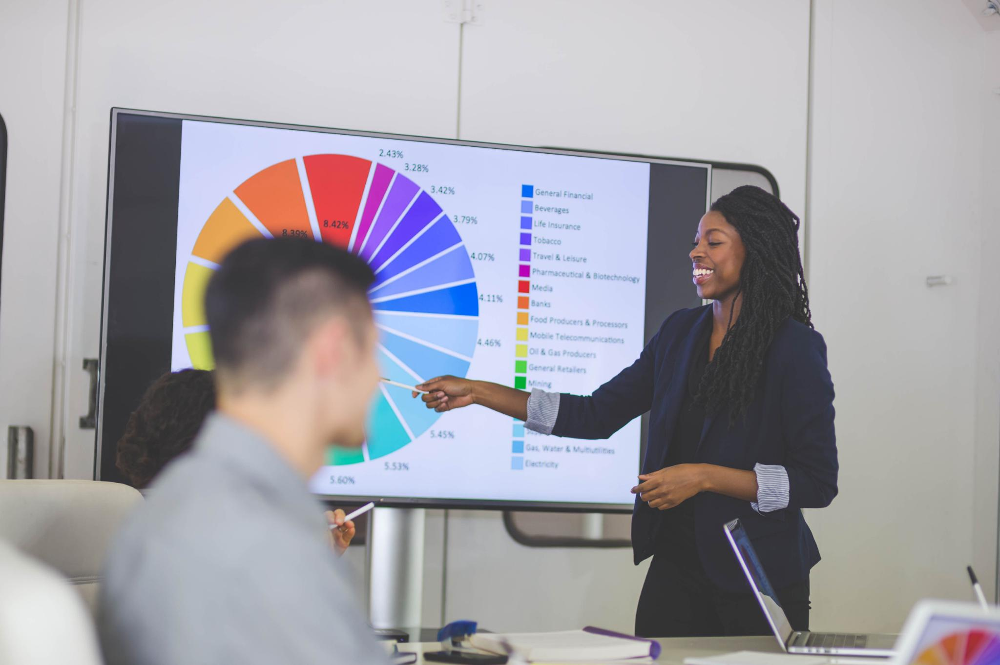 2.43%
3.28%
3.42%
3.79%
4.07%
4.11%
4.46%
5.45%
5.53%
5.60%
8.39%
8.42%
General Financial
Beverages
Life Insurance
Tobacco
Travel & Leisure
Pharmaceutical & Biotechnology
Media
Banks
Food Producers & Processors
Mobile Telecommunications
Oil & Gas Producers
General Retailers
Mining
Gas, Water & Multiutilities
Electricity